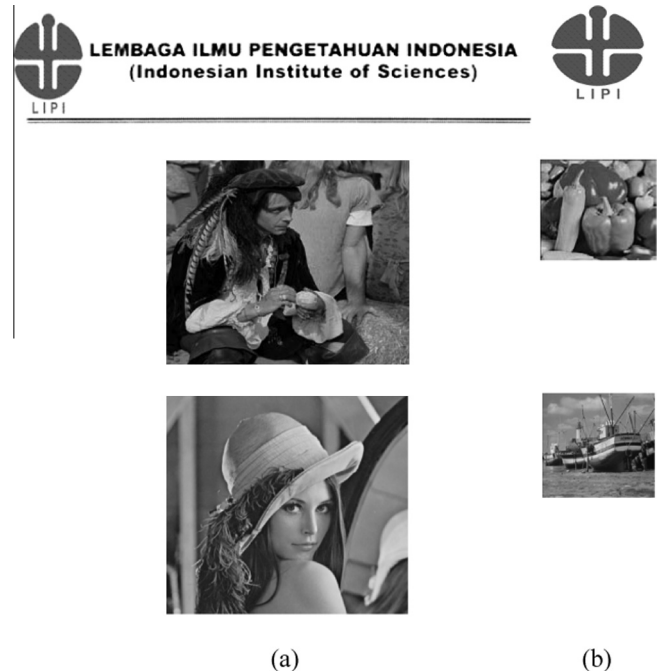 LEMBAGA ILMU PENGETAHUAN INDONESIA
(Indonesian Institute of Sciences)
LIPI
LIPI
(a)
(b)